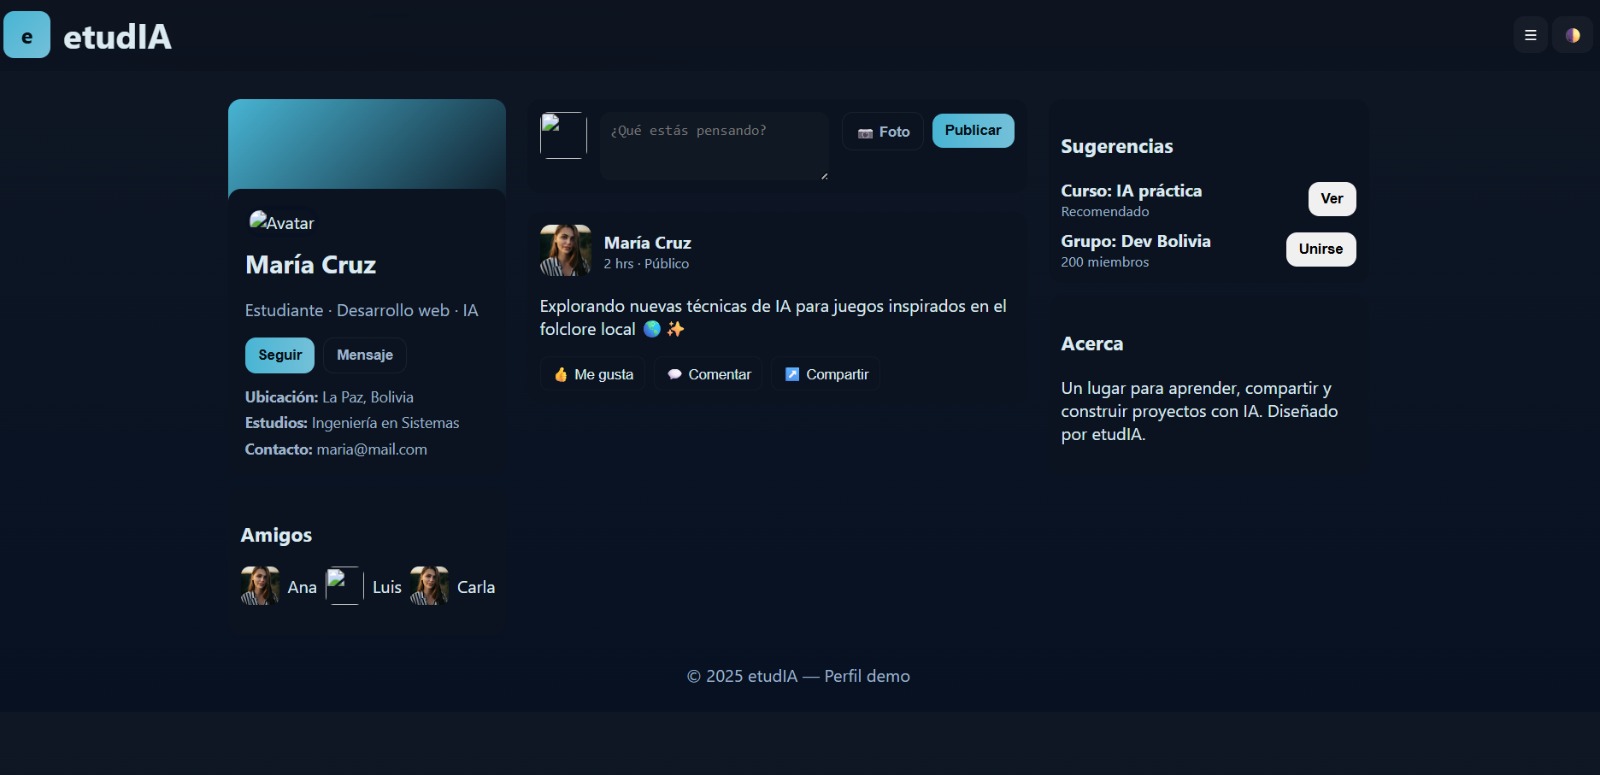 e etudIA
☰
Avatar
María Cruz
Estudiante · Desarrollo web · IA
Seguir Mensaje
Ubicación: La Paz, Bolivia
Estudios: Ingeniería en Sistemas
Contacto: maria@mail.com
Amigos
Ana Luis Carla
¿Qué estás pensando?
📷 Foto Publicar
María Cruz
2 hrs · Público
Explorando nuevas técnicas de IA para juegos inspirados en el
folclore local 🌎 ✨
👍 Me gusta 💬 Comentar ↗️ Compartir
Sugerencias
Curso: IA práctica
Recomendado
Ver
Grupo: Dev Bolivia
200 miembros
Unirse
Acerca
Un lugar para aprender, compartir y
construir proyectos con IA. Diseñado
por etudIA.
© 2025 etudIA — Perfil demo